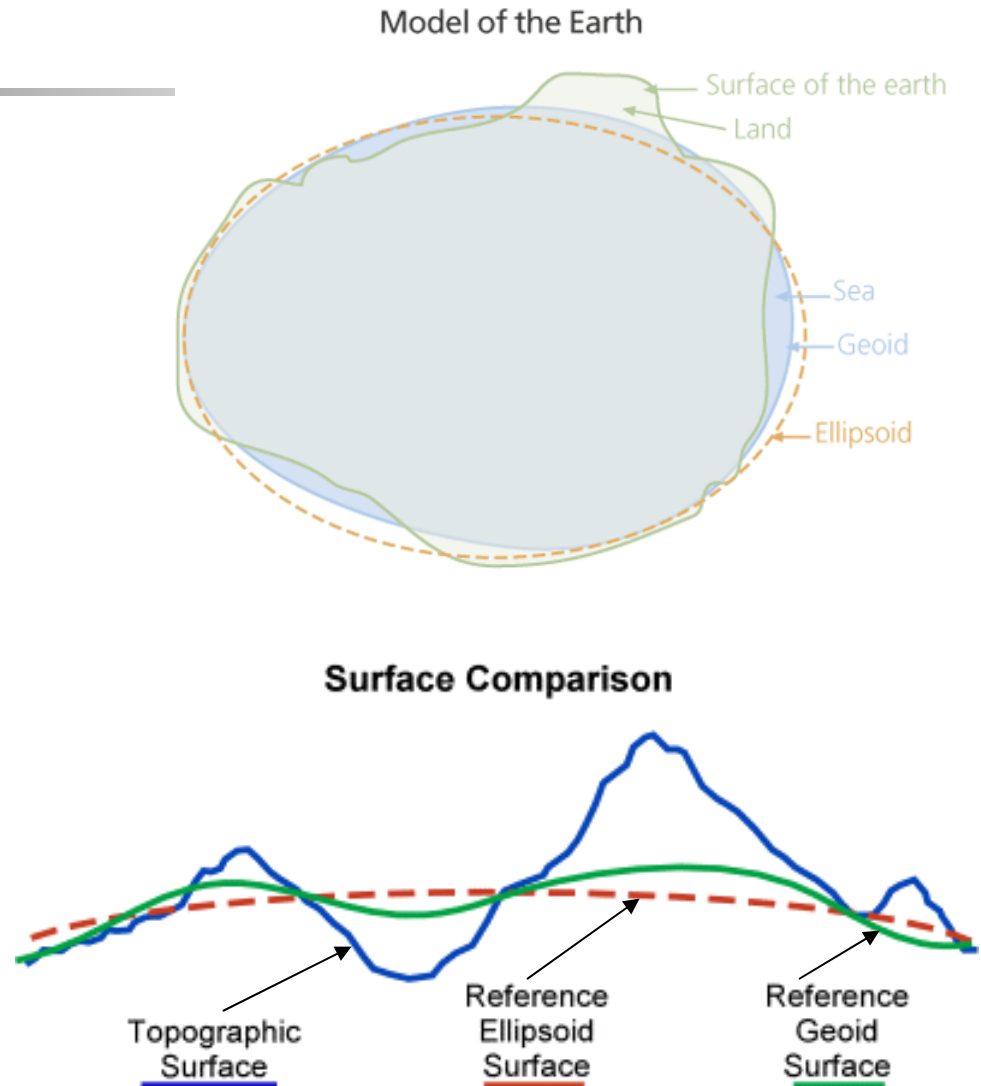 Model of the Earth
Surface of the earth
Land
Sea
Geoid
Ellipsoid
Surface Comparison
Topographic
Surface
Reference
Ellipsoid
Surface
Reference
Geoid
Surface